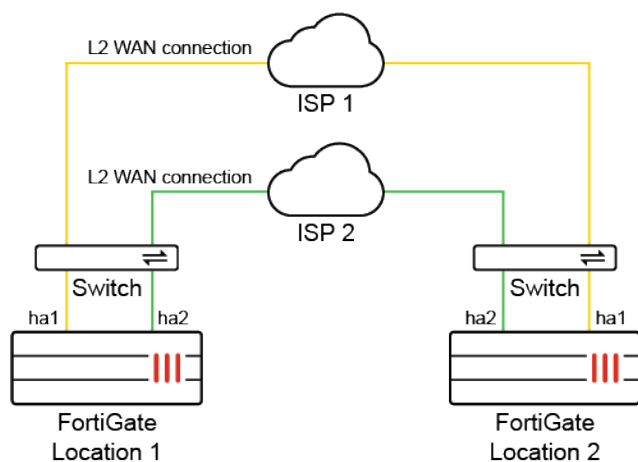 L2 WAN connection
ISP 1
L2 WAN connection
ISP 2
Switch
Switch
ha1
ha2
ha2
ha1
FortiGate
Location 1
FortiGate
Location 2